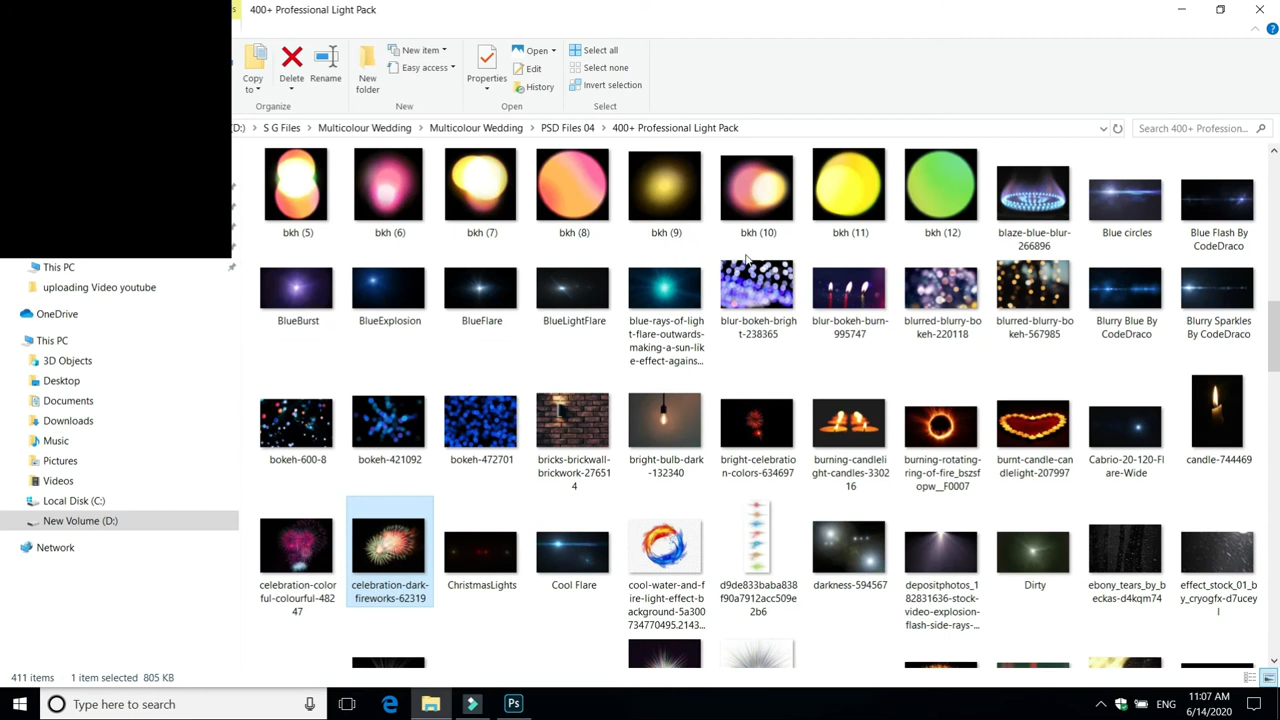 400+ Professional Light Pack
Copy to
Delete
Rename
Organize
New folder
New item
Easy access
New
Properties
Open
Edit
History
Open
Select all
Select none
Invert selection
Select
(D:) > S G Files > Multicolour Wedding > Multicolour Wedding > PSD Files 04 > 400+ Professional Light Pack
Search 400+ Profession...
This PC
uploading Video youtube
OneDrive
This PC
3D Objects
Desktop
Documents
Downloads
Music
Pictures
Videos
Local Disk (C:)
New Volume (D:)
Network
bkh (5)
bkh (6)
bkh (7)
bkh (8)
bkh (9)
bkh (10)
bkh (11)
bkh (12)
blaze-blue-blur-
266896
Blue circles
Blue Flash By
CodeDraco
BlueBurst
BlueExplosion
BlueFlare
BlueLightFlare
blue-rays-of-ligh
t-flare-outwards-
making-a-sun-lik
e-effect-agains...
blur-bokeh-brigh
t-238365
blur-bokeh-burn-
995747
blurred-blurry-bo
keh-220118
blurred-blurry-bo
keh-567985
Blurry Blue By
CodeDraco
Blurry Sparkles
By CodeDraco
bokeh-600-8
bokeh-421092
bokeh-472701
bricks-brickwall-
brickwork-27651
4
bright-bulb-dark
-132340
bright-celebratio
n-colors-634697
burning-candleli
ght-candles-3302
16
burning-rotating-
ring-of-fire_bszsf
opw__F0007
burnt-candle-can
dlelight-207997
Cabrio-20-120-Fl
are-Wide
candle-744469
celebration-color
ful-colourful-482
47
celebration-dark-
fireworks-62319
ChristmasLights
Cool Flare
cool-water-and-f
ire-light-effect-b
ackground-5a300
734770495.2143...
d9de833baba838
f90a7912acc509e
2b6
darkness-594567
depositphotos_1
82831636-stock-
video-explosion-
flash-side-rays-...
Dirty
ebony_tears_by_b
eckas-d4kqm74
effect_stock_01_b
y_cryogfx-d7ucey
l
411 items
1 item selected 805 KB
Type here to search
Ps
ENG
11:07 AM
6/14/2020